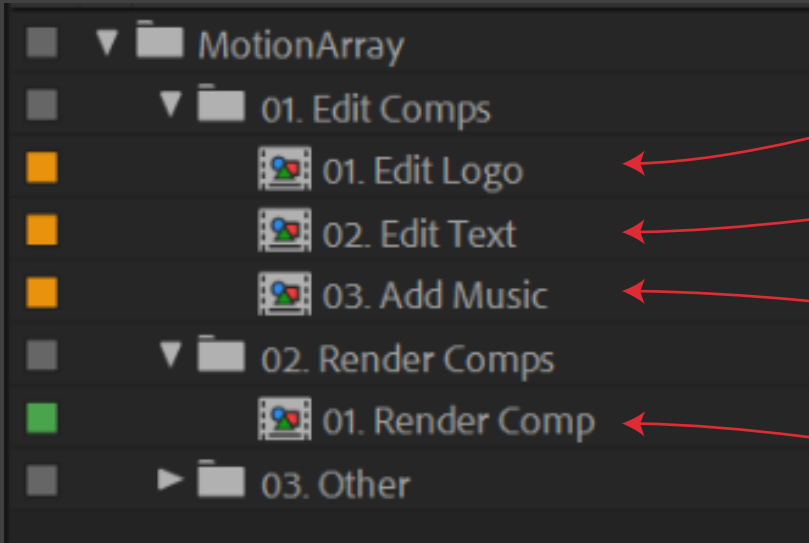 MotionArray
01. Edit Comps
01. Edit Logo
02. Edit Text
03. Add Music
02. Render Comps
01. Render Comp
03. Other